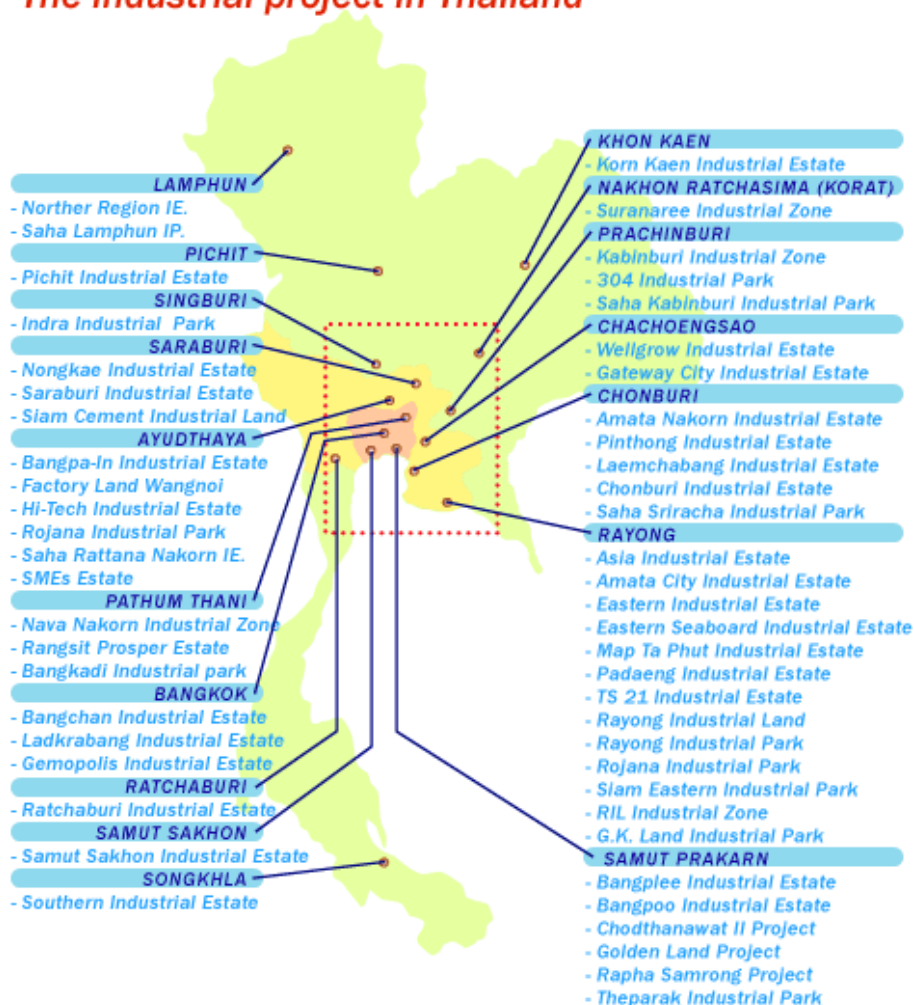 The industrial project in Thailand
LAMPHUN
- Norther Region IE.
- Saha Lamphun IP.
PICHIT
- Pichit Industrial Estate
SINGBURI
- Indra Industrial Park
SARABURI
- Nongkae Industrial Estate
- Saraburi Industrial Estate
- Siam Cement Industrial Land
AYUDTHAYA
- Bangpa-In Industrial Estate
- Factory Land Wangnoi
- Hi-Tech Industrial Estate
- Rojana Industrial Park
- Saha Rattana Nakorn IE.
- SMEs Estate
PATHUM THANI
- Nava Nakorn Industrial Zone
- Rangsit Prosper Estate
- Bangkadi Industrial park
BANGKOK
- Bangchan Industrial Estate
- Ladkrabang Industrial Estate
- Gemopolis Industrial Estate
RATCHABURI
- Ratchaburi Industrial Estate
SAMUT SAKHON
- Samut Sakhon Industrial Estate
SONGKHLA
- Southern Industrial Estate
KHON KAEN
- Korn Kaen Industrial Estate
NAKHON RATCHASIMA (KORAT)
- Suranaree Industrial Zone
PRACHINBURI
- Kabinburi Industrial Zone
- 304 Industrial Park
- Saha Kabinburi Industrial Park
CHACHOENGSAO
- Wellgrow Industrial Estate
- Gateway City Industrial Estate
CHONBURI
- Amata Nakorn Industrial Estate
- Pinthong Industrial Estate
- Laemchabang Industrial Estate
- Chonburi Industrial Estate
- Saha Sriracha Industrial Park
RAYONG
- Asia Industrial Estate
- Amata City Industrial Estate
- Eastern Industrial Estate
- Eastern Seaboard Industrial Estate
- Map Ta Phut Industrial Estate
- Padaeng Industrial Estate
- TS 21 Industrial Estate
- Rayong Industrial Land
- Rayong Industrial Park
- Rojana Industrial Park
- Siam Eastern Industrial Park
- RIL Industrial Zone
- G.K. Land Industrial Park
SAMUT PRAKARN
- Bangplee Industrial Estate
- Bangpoo Industrial Estate
- Chodthanawat II Project
- Golden Land Project
- Rapha Samrong Project
- Theparak Industrial Park